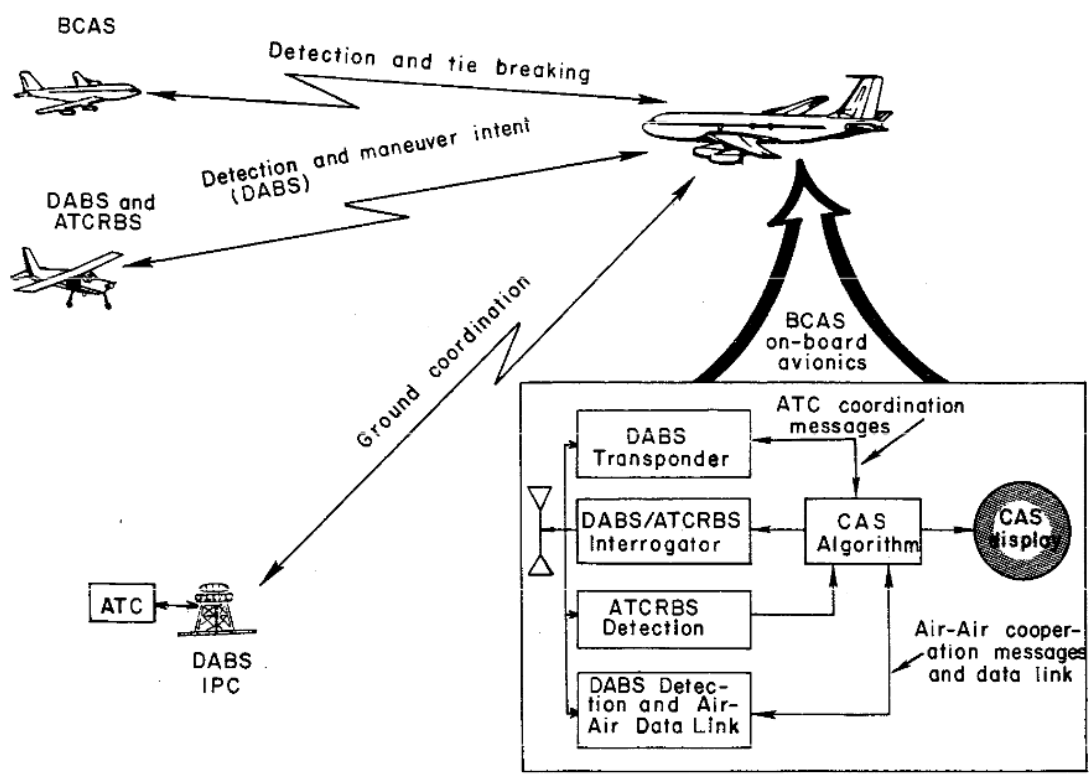 BCAS
Detection and tie breaking
Detection and maneuver intent
(DABS)
DABS and
ATCRBS
Ground coordination
BCAS
on-board
avionics
ATC coordination
messages
DABS
Transponder
DABS/ATCRBS
Interrogator
CAS
Algorithm
CAS
display
ATCRBS
Detection
Air-Air cooper-
ation messages
and data link
DABS Detec-
tion and Air-
Air Data Link
ATC
DABS
IPC